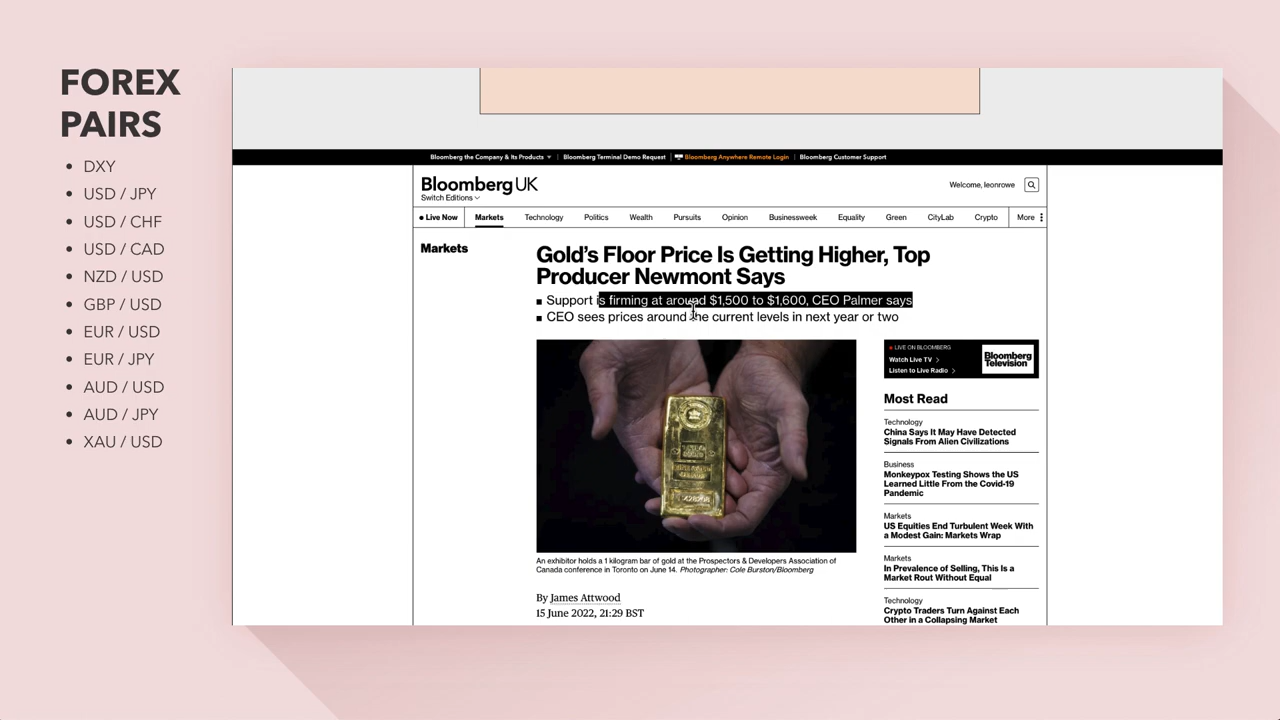 FOREX
PAIRS
DXY
USD / JPY
USD / CHF
USD / CAD
NZD / USD
GBP / USD
EUR / USD
EUR / JPY
AUD / USD
AUD / JPY
XAU / USD
Bloomberg the Company & Its Products
Bloomberg Terminal Demo Request
Bloomberg Anywhere Remote Login
Bloomberg Customer Support
Bloomberg UK
Switch Editions
Welcome, leonrowe
Live Now
Markets
Technology
Politics
Wealth
Pursuits
Opinion
Businessweek
Equality
Green
CityLab
Crypto
More
Markets
Gold's Floor Price Is Getting Higher, Top
Producer Newmont Says
Support is firming at around $1,500 to $1,600, CEO Palmer says
CEO sees prices around the current levels in next year or two
An exhibitor holds a 1 kilogram bar of gold at the Prospectors & Developers Association of
Canada conference in Toronto on June 14. Photographer: Cole Burston/Bloomberg
By James Attwood
15 June 2022, 21:29 BST
LIVE ON BLOOMBERG
Watch Live TV
Listen to Live Radio
Bloomberg
Television
Most Read
Technology
China Says It May Have Detected
Signals From Alien Civilizations
Business
Monkeypox Testing Shows the US
Learned Little From the Covid-19
Pandemic
Markets
US Equities End Turbulent Week With
a Modest Gain: Markets Wrap
Markets
In Prevalence of Selling, This Is a
Market Rout Without Equal
Technology
Crypto Traders Turn Against Each
Other in a Collapsing Market